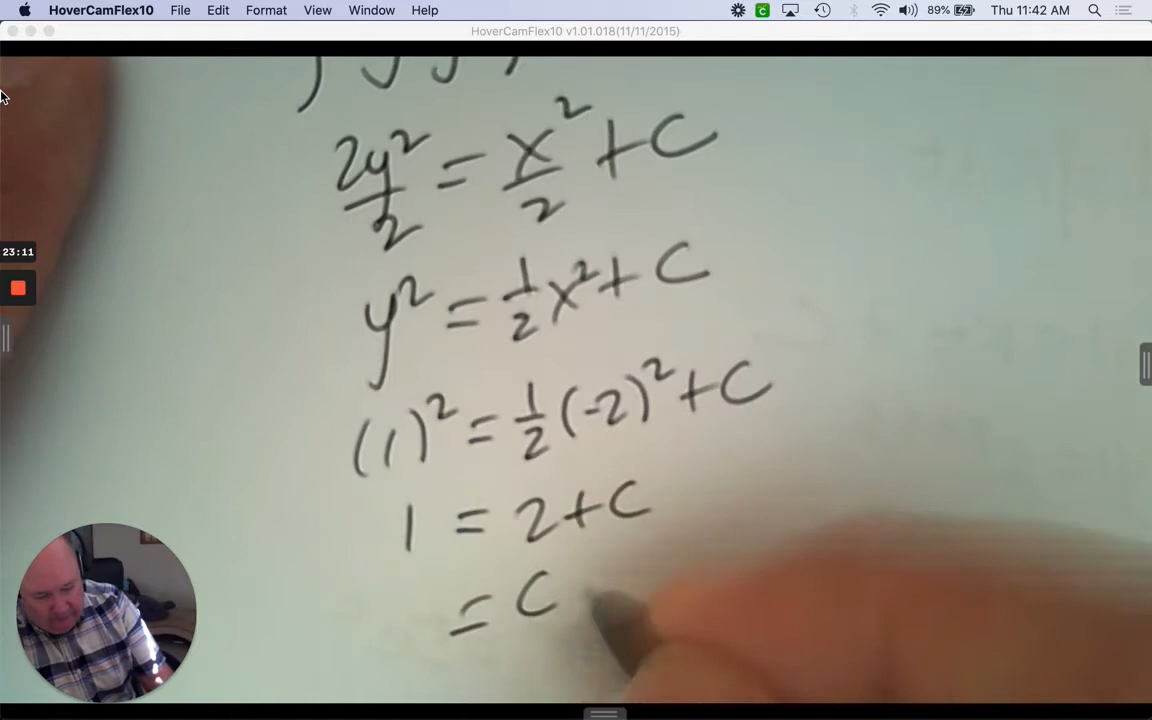 HoverCamFlex10 File Edit Format View Window Help 89% Thu 11:42 AM
HoverCamFlex10 v1.01.018(11/11/2015)
2y²/2 = x²/2 + C
23:11
y² = 1/2 x² + C
(1)² = 1/2 (-2)² + C
1 = 2 + C
= C